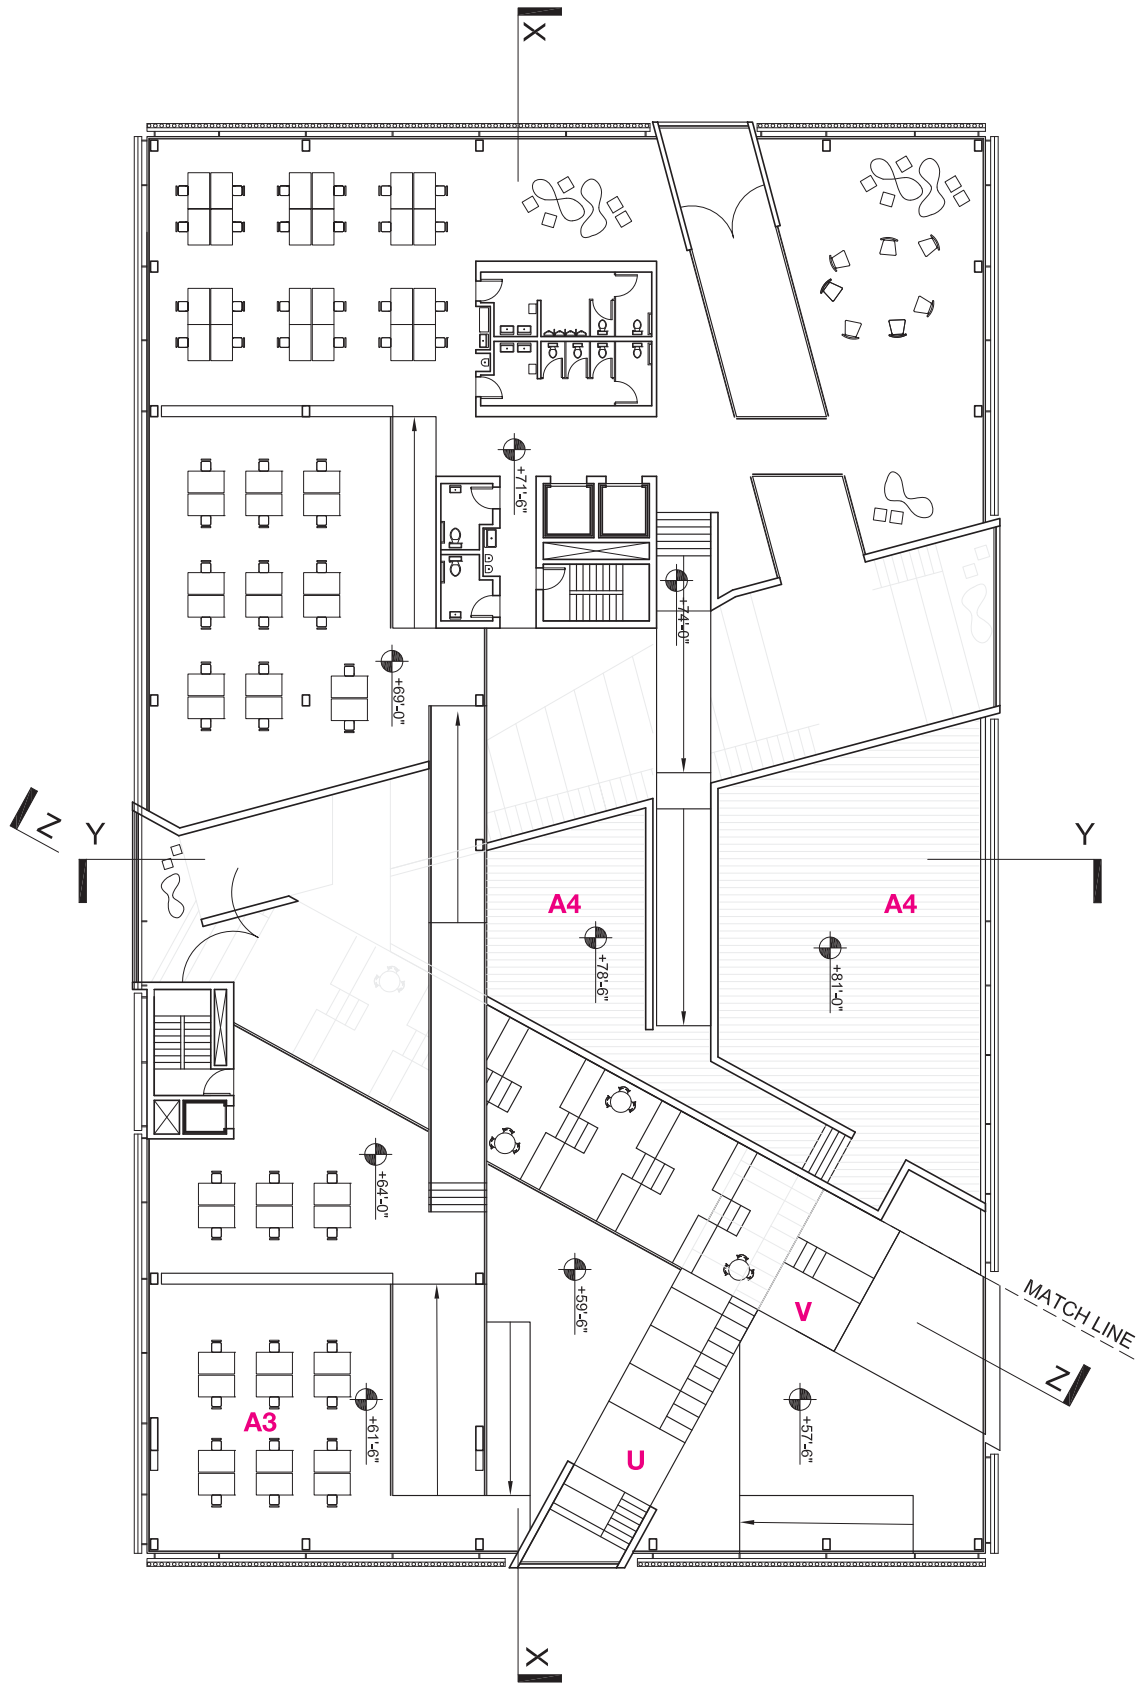 X
+71'-6"
+74'-0"
+69'-0"
Z
Y
Y
A4
A4
+78'-6"
+81'-0"
+64'-0"
+59'-6"
MATCH LINE
V
Z
A3
+61'-6"
+57'-6"
U
X